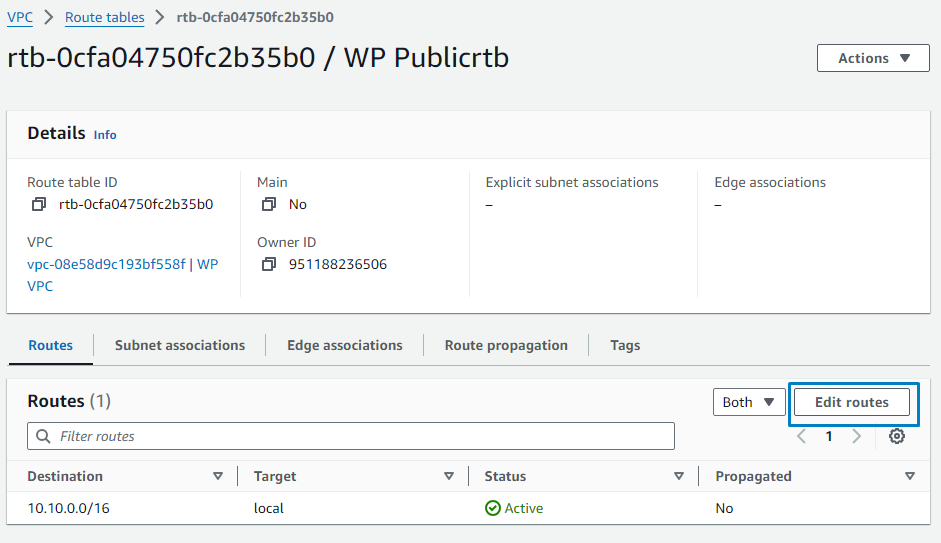 VPC > Route tables > rtb-0cfa04750fc2b35b0
rtb-0cfa04750fc2b35b0 / WP Publicrtb
Actions
Details Info
Route table ID
rtb-0cfa04750fc2b35b0
Main
No
Explicit subnet associations
–
Edge associations
–
VPC
vpc-08e58d9c193bf558f | WP
VPC
Owner ID
951188236506
Routes
Subnet associations
Edge associations
Route propagation
Tags
Routes (1)
Both
Edit routes
Filter routes
1
Destination Target Status Propagated
10.10.0.0/16 local Active No